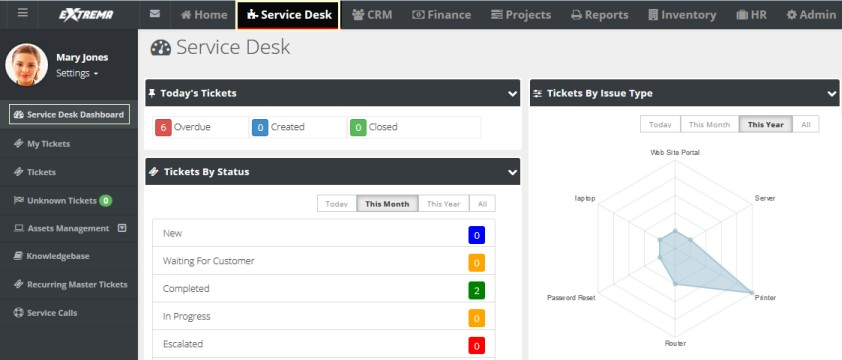 EXTREMA
Home
Service Desk
CRM
Finance
Projects
Reports
Inventory
HR
Admin
Mary Jones
Settings
Service Desk Dashboard
My Tickets
Tickets
Unknown Tickets 0
Assets Management
Knowledgebase
Recurring Master Tickets
Service Calls
Service Desk
Today's Tickets
6 Overdue
0 Created
0 Closed
Tickets By Status
Today This Month This Year All
New 0
Waiting For Customer 0
Completed 2
In Progress 0
Escalated 0
Tickets By Issue Type
Today This Month This Year All
Web Site Portal
laptop
Server
Password Reset
Printer
Router